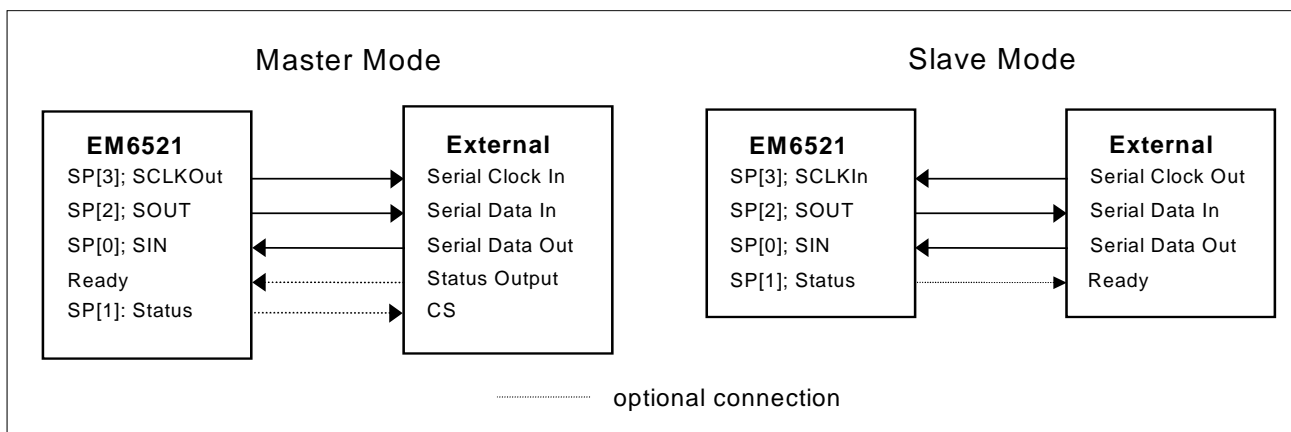 Master Mode
EM6521
SP[3]; SCLKOut
SP[2]; SOUT
SP[0]; SIN
Ready
SP[1]: Status
External
Serial Clock In
Serial Data In
Serial Data Out
Status Output
CS
Slave Mode
EM6521
SP[3]; SCLKIn
SP[2]; SOUT
SP[0]; SIN
SP[1]; Status
External
Serial Clock Out
Serial Data In
Serial Data Out
Ready
optional connection